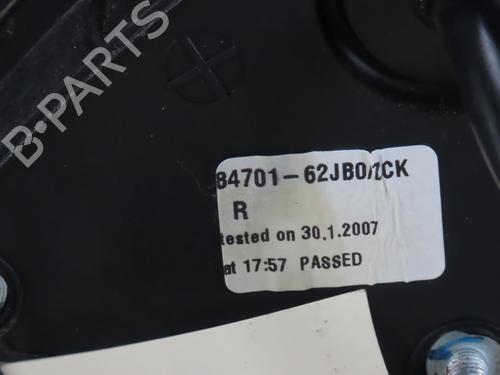 B-PARTS
84701-62JB0/ZCK
R
tested on 30.1.2007
at 17:57 PASSED